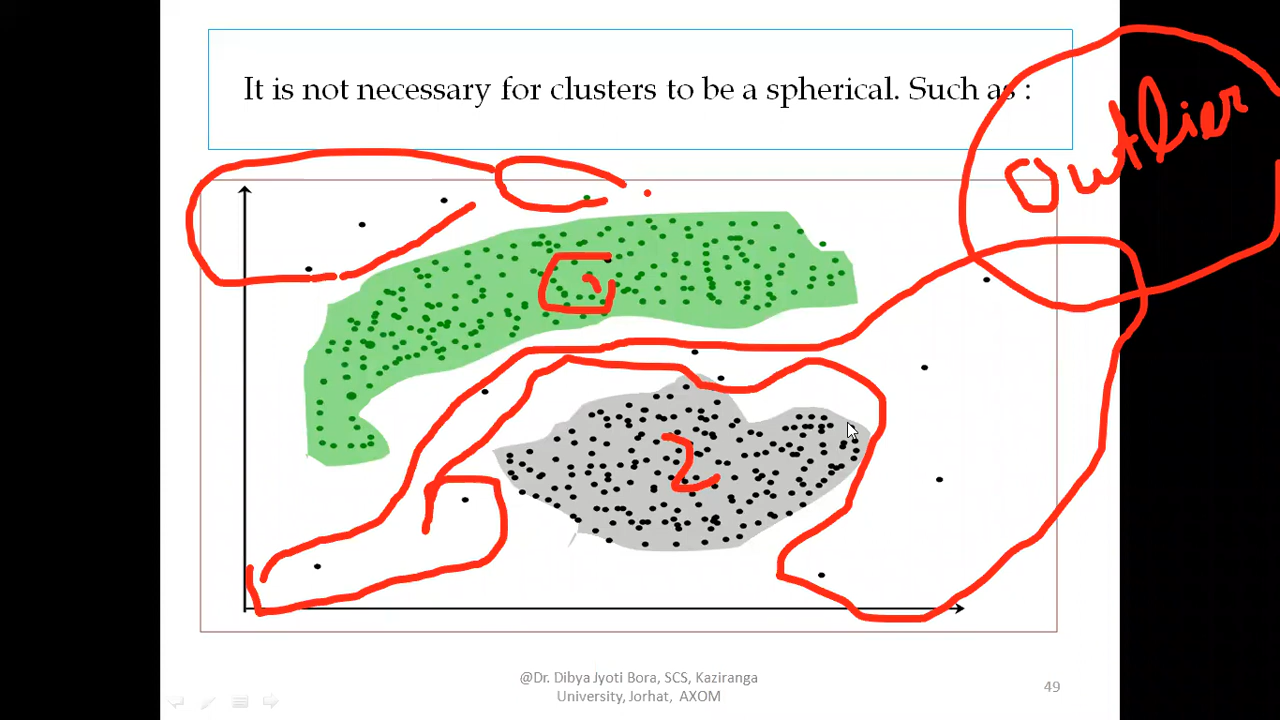 It is not necessary for clusters to be a spherical. Such as :
Outlier
2
@Dr. Dibya Jyoti Bora, SCS, Kaziranga
University, Jorhat, AXOM
49